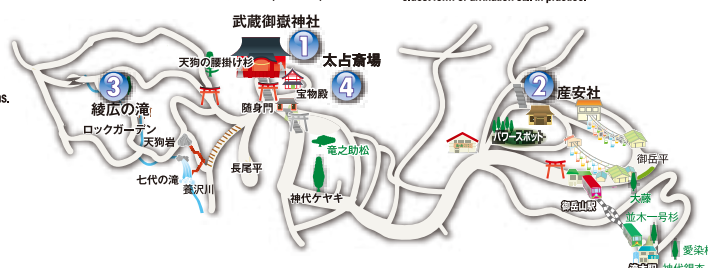 武蔵御嶽神社
1
太占斎場
4
天狗の腰掛け杉
宝物殿
随身門
3
綾広の滝
ロックガーデン
天狗岩
七代の滝
養沢川
長尾平
竜之助松
神代ケヤキ
2
産安社
パワースポット
御岳平
御岳山駅
大藤
並木一号杉
愛染杉